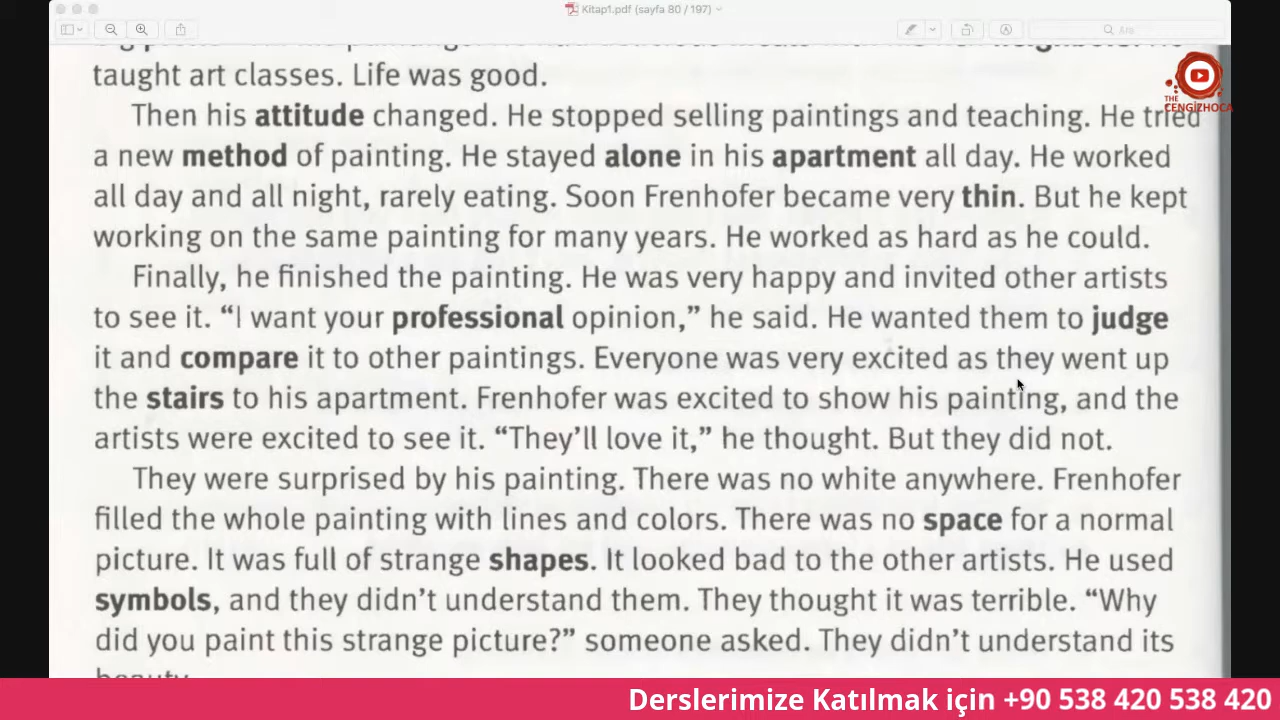 Kitap1.pdf (sayfa 80 / 197)
Ara
taught art classes. Life was good.
THE
CENGİZHOCA
Then his attitude changed. He stopped selling paintings and teaching. He tried
a new method of painting. He stayed alone in his apartment all day. He worked
all day and all night, rarely eating. Soon Frenhofer became very thin. But he kept
working on the same painting for many years. He worked as hard as he could.
Finally, he finished the painting. He was very happy and invited other artists
to see it. “I want your professional opinion,” he said. He wanted them to judge
it and compare it to other paintings. Everyone was very excited as they went up
the stairs to his apartment. Frenhofer was excited to show his painting, and the
artists were excited to see it. “They’ll love it,” he thought. But they did not.
They were surprised by his painting. There was no white anywhere. Frenhofer
filled the whole painting with lines and colors. There was no space for a normal
picture. It was full of strange shapes. It looked bad to the other artists. He used
symbols, and they didn’t understand them. They thought it was terrible. “Why
did you paint this strange picture?” someone asked. They didn’t understand its
Derslerimize Katılmak için +90 538 420 538 420